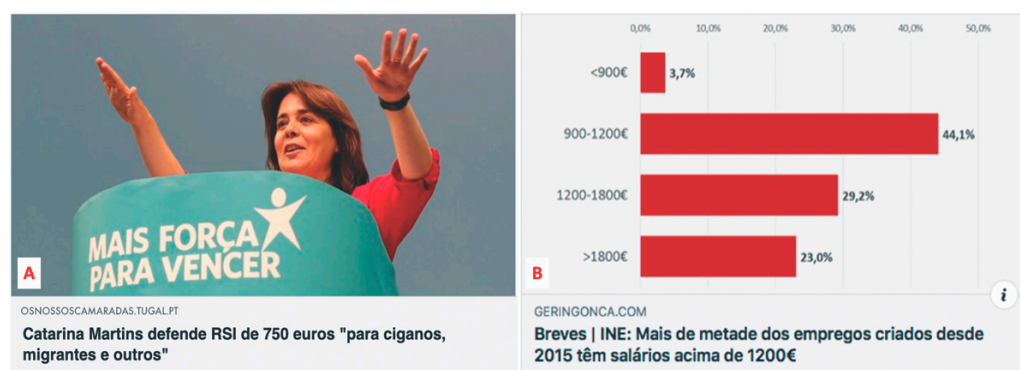 MAIS FORÇA
PARA VENCER
A
OSNOSSOSCAMARADAS.TUGAL.PT
Catarina Martins defende RSI de 750 euros "para ciganos,
migrantes e outros"
0,0% 10,0% 20,0% 30,0% 40,0% 50,0%
<900€ 3,7%
900-1200€ 44,1%
1200-1800€ 29,2%
>1800€ 23,0%
B
i
GERINGONCA.COM
Breves | INE: Mais de metade dos empregos criados desde
2015 têm salários acima de 1200€